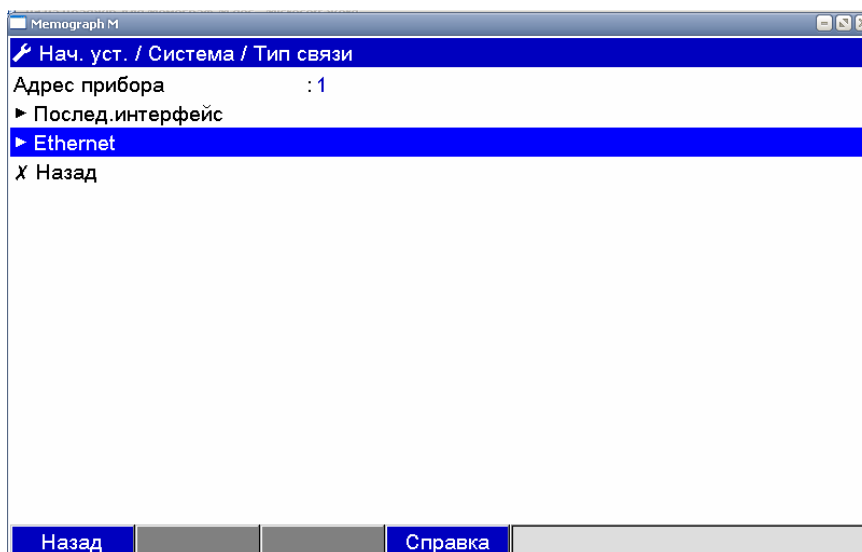 Memograph M
Нач. уст. / Система / Тип связи
Адрес прибора : 1
► Послед.интерфейс
► Ethernet
✗ Назад
Назад Справка